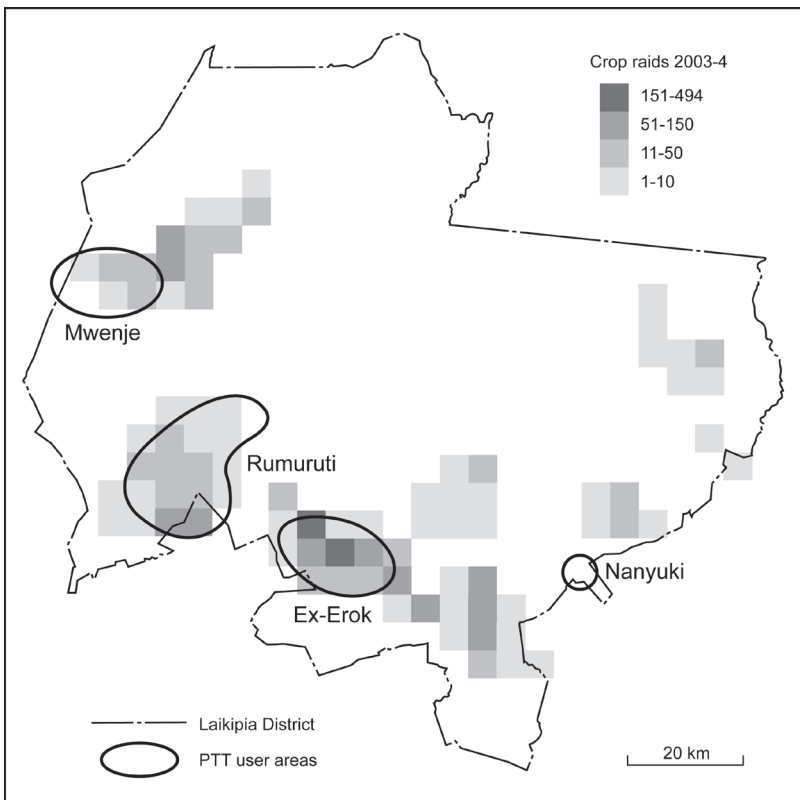 Crop raids 2003-4
151-494
51-150
11-50
1-10
Mwenje
Rumuruti
Nanyuki
Ex-Erok
Laikipia District
PTT user areas
20 km